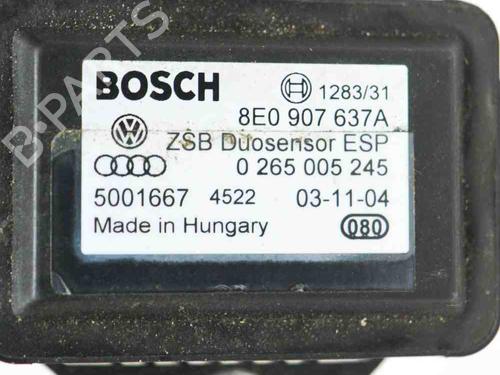 B-PARTS
BOSCH 1283/31
8E0 907 637A
ZSB Duosensor ESP
0 265 005 245
5001667 4522 03-11-04
Made in Hungary 080